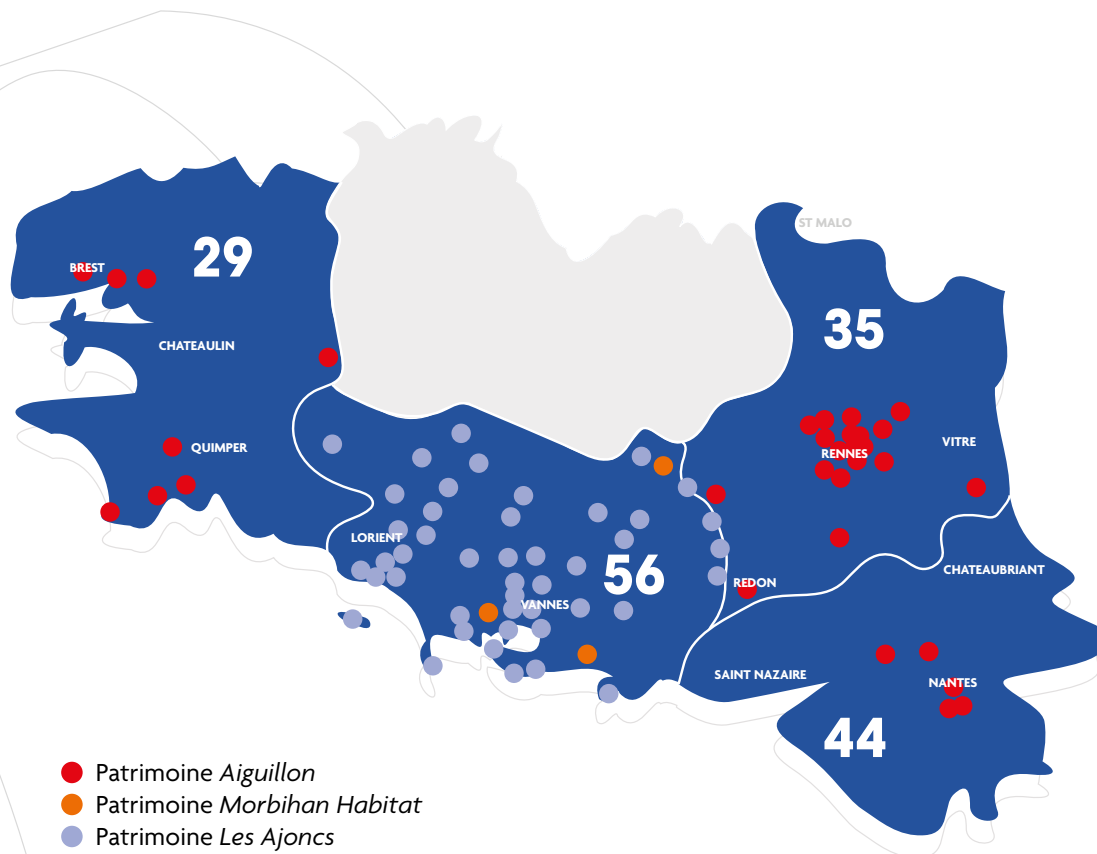 ST MALO
29
BREST
35
CHATEAULIN
VITRE
QUIMPER
RENNES
LORIENT
56
CHATEAUBRIANT
REDON
VANNES
SAINT NAZAIRE
NANTES
44
Patrimoine Aiguillon
Patrimoine Morbihan Habitat
Patrimoine Les Ajoncs